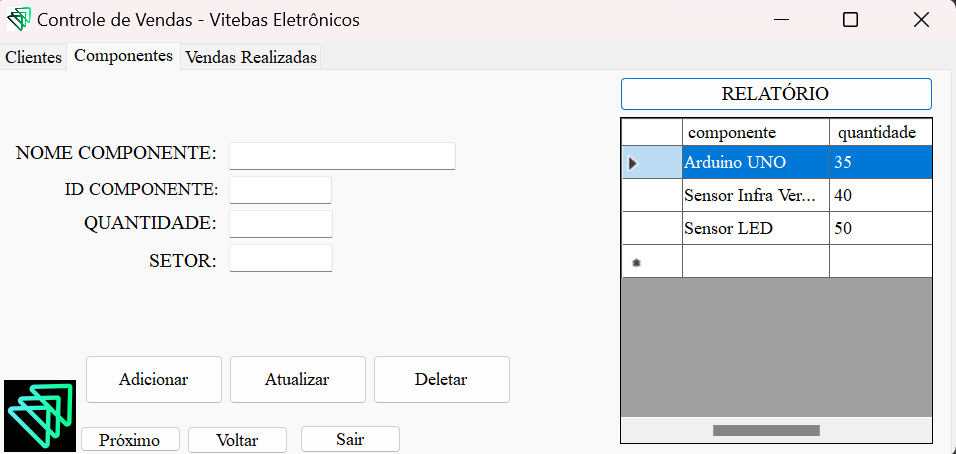 Controle de Vendas - Vitebas Eletrônicos
Clientes Componentes Vendas Realizadas
RELATÓRIO
componente quantidade
Arduino UNO 35
Sensor Infra Ver... 40
Sensor LED 50
NOME COMPONENTE:
ID COMPONENTE:
QUANTIDADE:
SETOR:
Adicionar Atualizar Deletar
Próximo Voltar Sair